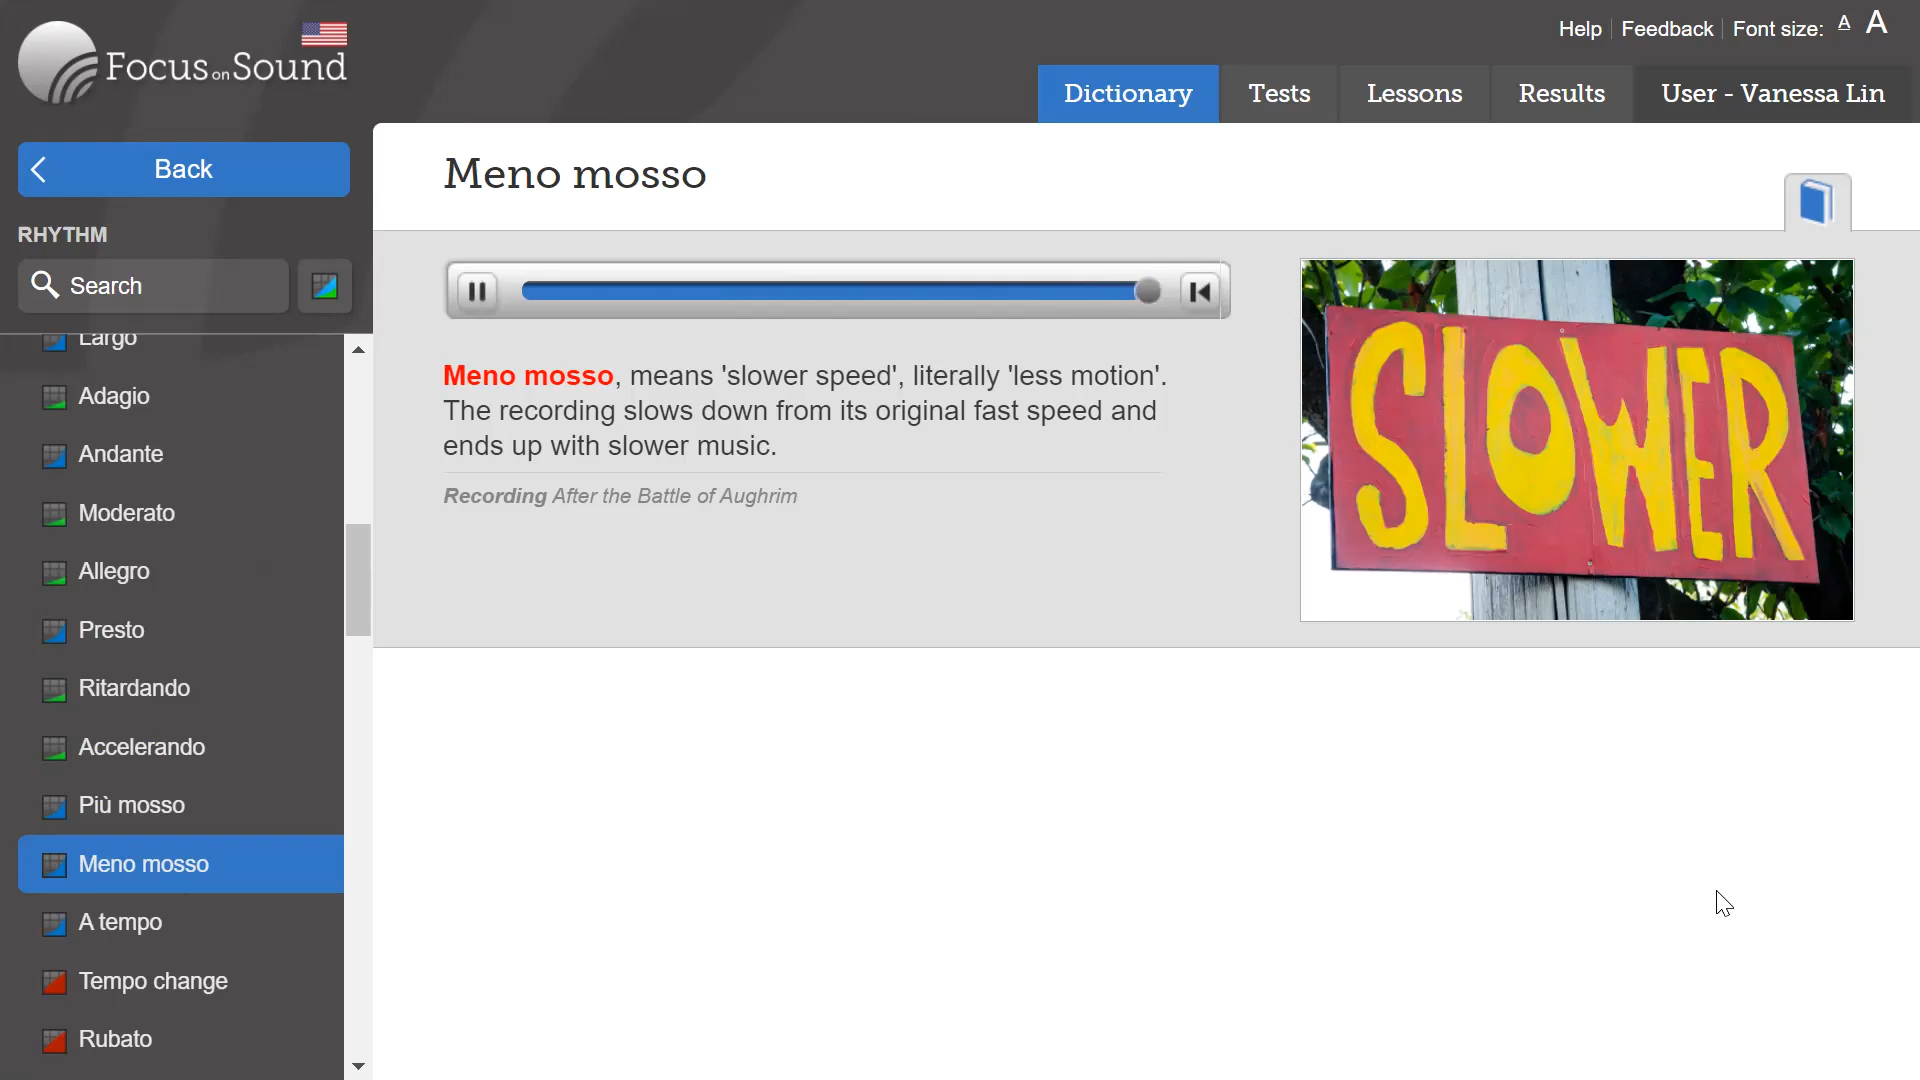 Focus on Sound
Help
Feedback
Font size: A A
Dictionary
Tests
Lessons
Results
User - Vanessa Lin
Back
RHYTHM
Search
Largo
Adagio
Andante
Moderato
Allegro
Presto
Ritardando
Accelerando
Più mosso
Meno mosso
A tempo
Tempo change
Rubato
Meno mosso
Meno mosso, means 'slower speed', literally 'less motion'.
The recording slows down from its original fast speed and
ends up with slower music.
Recording After the Battle of Aughrim
SLOWER